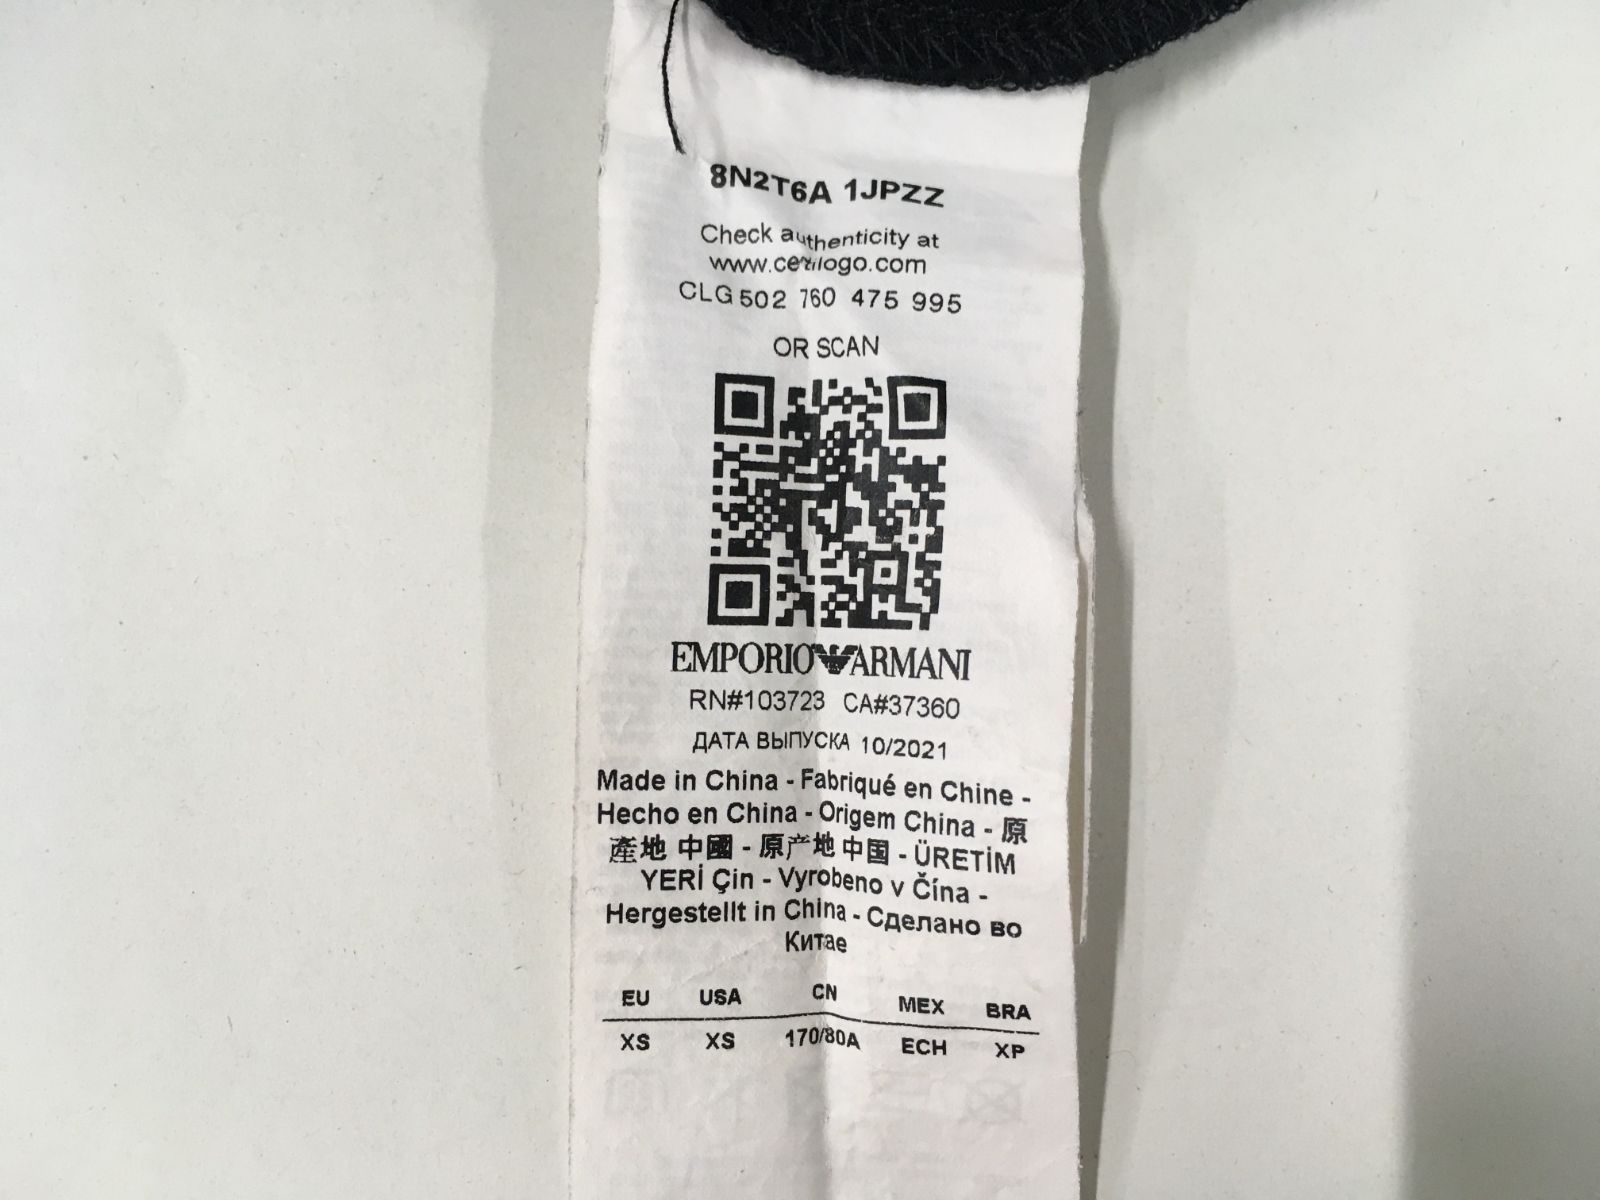 8N2T6A 1JPZZ
Check authenticity at
www.certilogo.com
CLG 502 760 475 995
OR SCAN
EMPORIO ARMANI
RN#103723 CA#37360
ДАТА ВЫПУСКА 10/2021
Made in China - Fabriqué en Chine -
Hecho en China - Origem China - 原
產地 中國 - 原产地 中国 - ÜRETİM
YERİ Çin - Vyrobeno v Čína -
Hergestellt in China - Сделано во
Китае
EU USA CN MEX BRA
XS XS 170/80A ECH XP